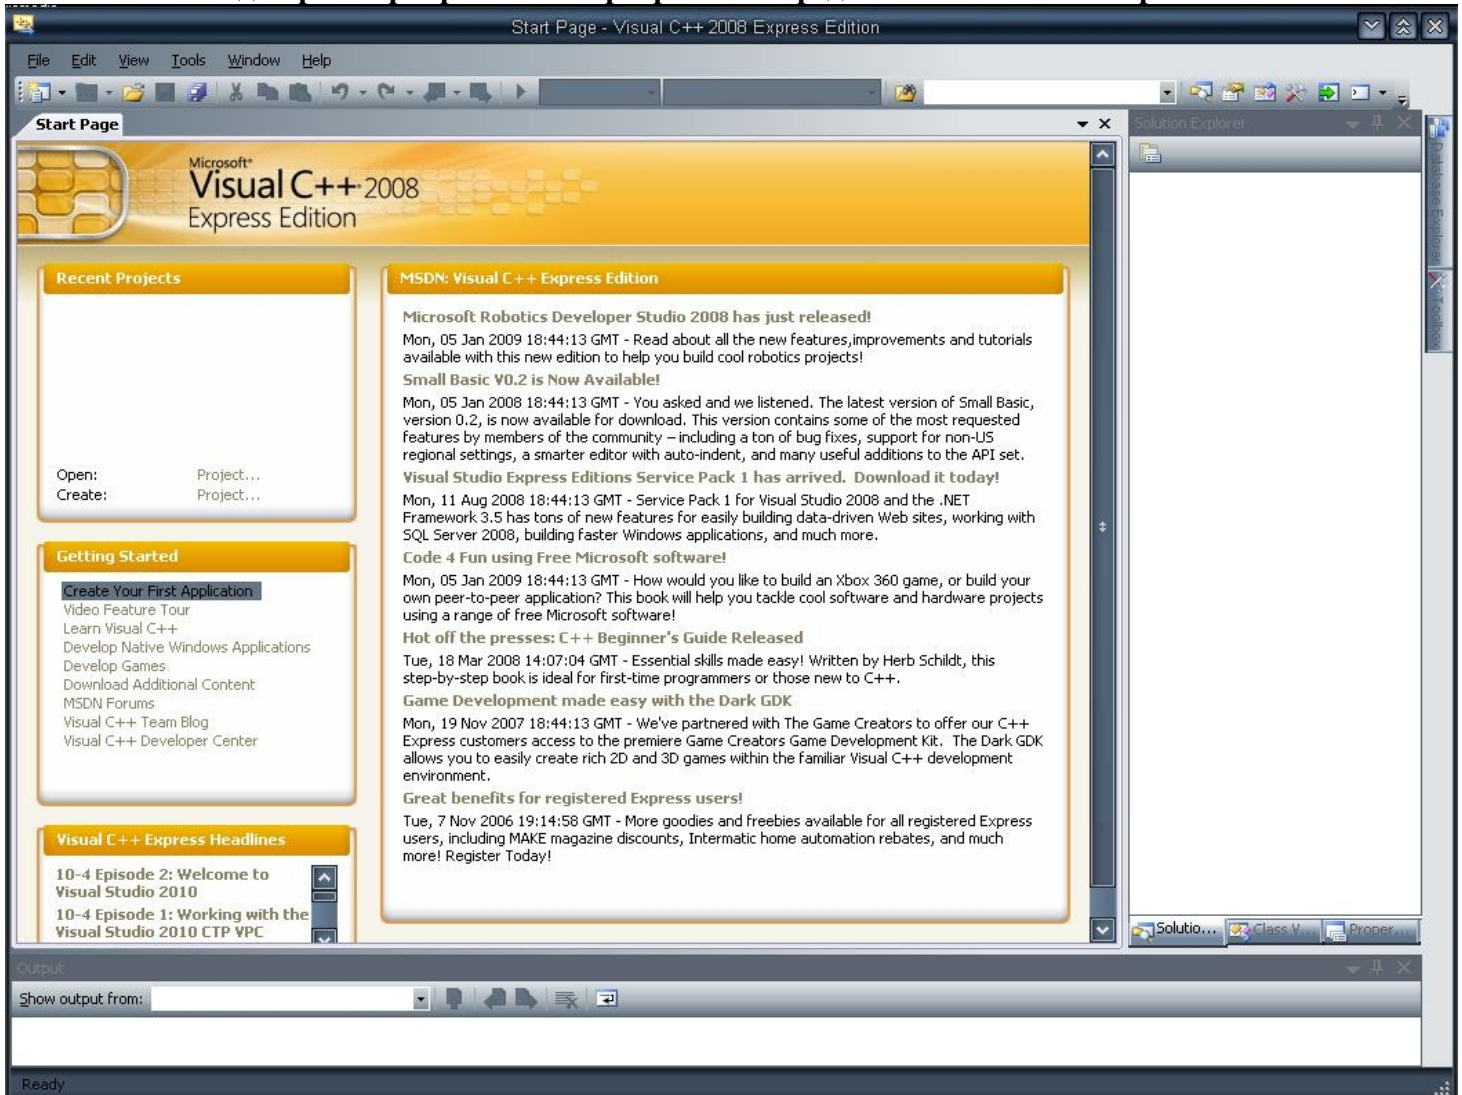 Start Page - Visual C++ 2008 Express Edition
File Edit View Tools Window Help
Start Page
Solution Explorer
Database Explorer
Toolbox
Microsoft®
Visual C++ 2008
Express Edition
Recent Projects
Open: Project...
Create: Project...
Getting Started
Create Your First Application
Video Feature Tour
Learn Visual C++
Develop Native Windows Applications
Develop Games
Download Additional Content
MSDN Forums
Visual C++ Team Blog
Visual C++ Developer Center
Visual C++ Express Headlines
10-4 Episode 2: Welcome to
Visual Studio 2010
10-4 Episode 1: Working with the
Visual Studio 2010 CTP VPC
MSDN: Visual C++ Express Edition
Microsoft Robotics Developer Studio 2008 has just released!
Mon, 05 Jan 2009 18:44:13 GMT - Read about all the new features,improvements and tutorials
available with this new edition to help you build cool robotics projects!
Small Basic V0.2 is Now Available!
Mon, 05 Jan 2008 18:44:13 GMT - You asked and we listened. The latest version of Small Basic,
version 0.2, is now available for download. This version contains some of the most requested
features by members of the community – including a ton of bug fixes, support for non-US
regional settings, a smarter editor with auto-indent, and many useful additions to the API set.
Visual Studio Express Editions Service Pack 1 has arrived. Download it today!
Mon, 11 Aug 2008 18:44:13 GMT - Service Pack 1 for Visual Studio 2008 and the .NET
Framework 3.5 has tons of new features for easily building data-driven Web sites, working with
SQL Server 2008, building faster Windows applications, and much more.
Code 4 Fun using Free Microsoft software!
Mon, 05 Jan 2009 18:44:13 GMT - How would you like to build an Xbox 360 game, or build your
own peer-to-peer application? This book will help you tackle cool software and hardware projects
using a range of free Microsoft software!
Hot off the presses: C++ Beginner's Guide Released
Tue, 18 Mar 2008 14:07:04 GMT - Essential skills made easy! Written by Herb Schildt, this
step-by-step book is ideal for first-time programmers or those new to C++.
Game Development made easy with the Dark GDK
Mon, 19 Nov 2007 18:44:13 GMT - We've partnered with The Game Creators to offer our C++
Express customers access to the premiere Game Creators Game Development Kit. The Dark GDK
allows you to easily create rich 2D and 3D games within the familiar Visual C++ development
environment.
Great benefits for registered Express users!
Tue, 7 Nov 2006 19:14:58 GMT - More goodies and freebies available for all registered Express
users, including MAKE magazine discounts, Intermatic home automation rebates, and much
more! Register Today!
Solutio... Class V... Proper...
Output
Show output from:
Ready